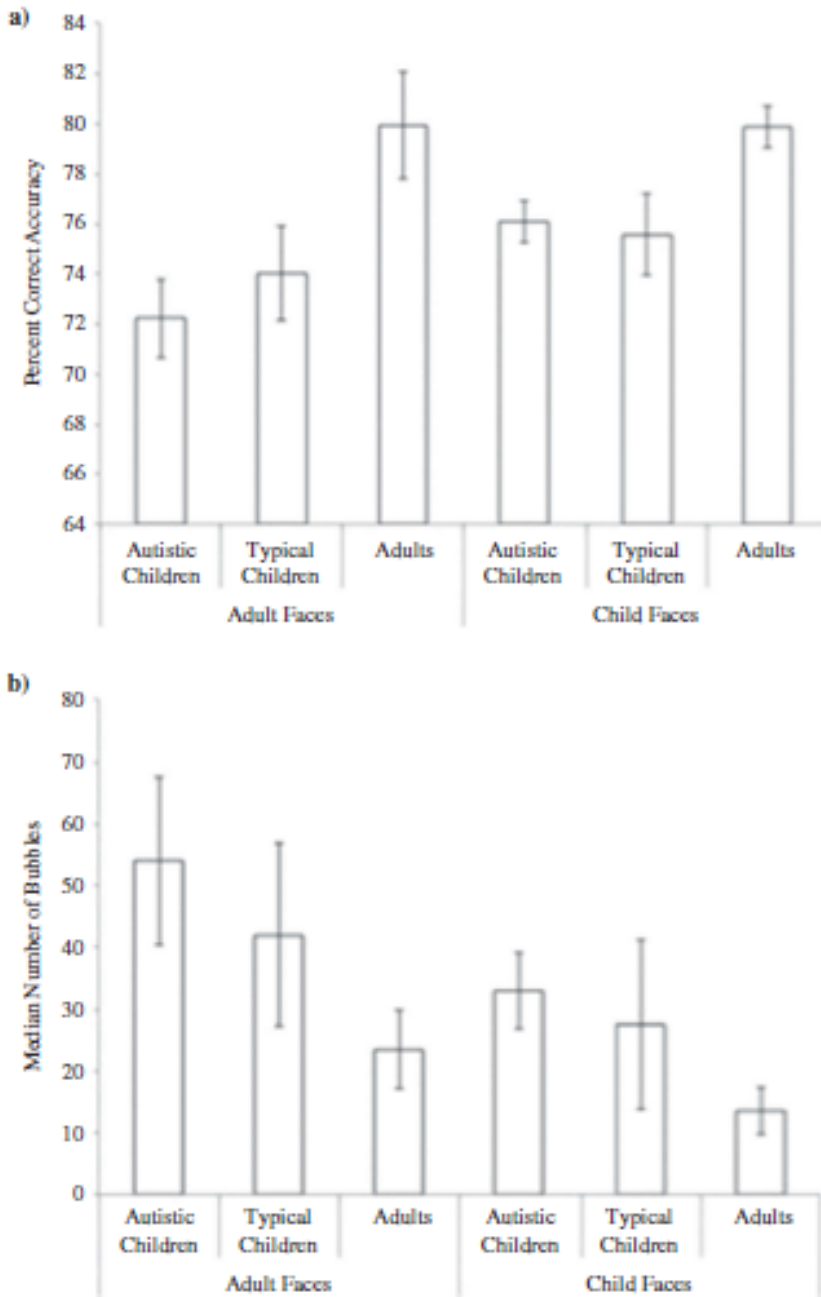 a)
84
82
80
78
76
74
72
70
68
66
64
Percent Correct Accuracy
Autistic Children
Typical Children
Adults
Autistic Children
Typical Children
Adults
Adult Faces
Child Faces
b)
80
70
60
50
40
30
20
10
0
Median Number of Bubbles
Autistic Children
Typical Children
Adults
Autistic Children
Typical Children
Adults
Adult Faces
Child Faces